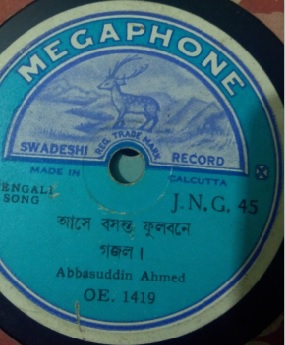 MEGAPHONE
REG. TRADE MARK
SWADESHI RECORD
MADE IN CALCUTTA
ENGALI J.N.G. 45
SONG
আসে বসন্ত ফুলবনে
গজল।
Abbasuddin Ahmed
OE. 1419